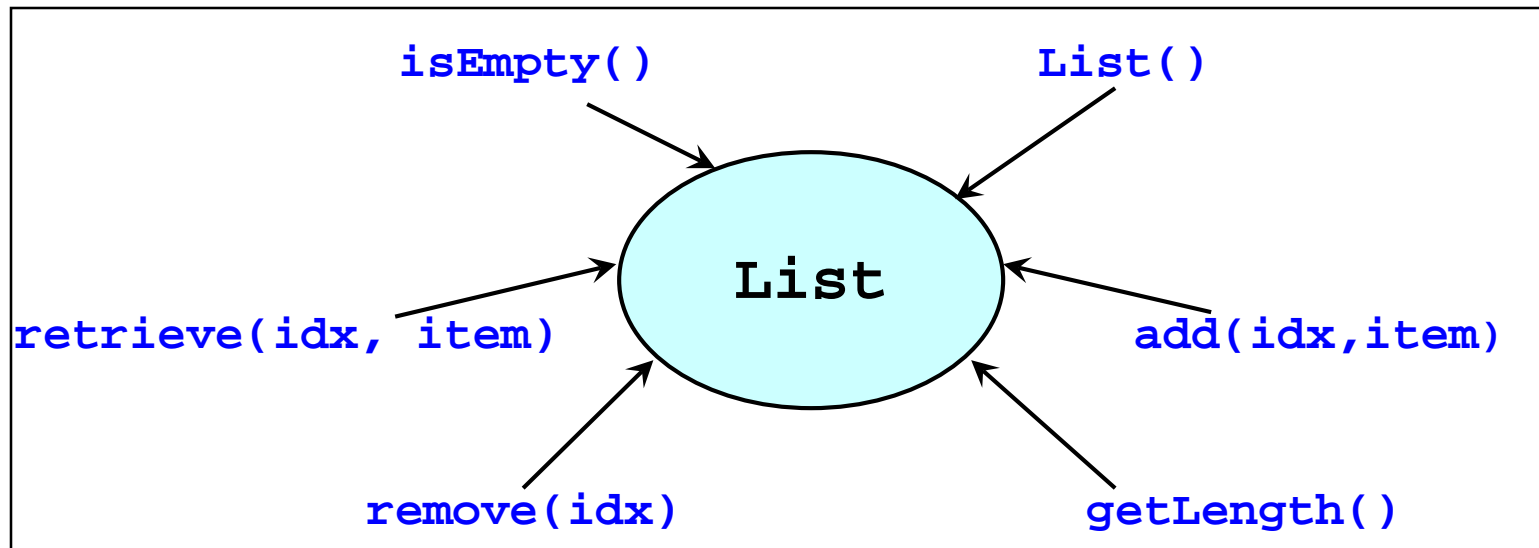 isEmpty()
List()
List
retrieve(idx, item)
add(idx,item)
remove(idx)
getLength()